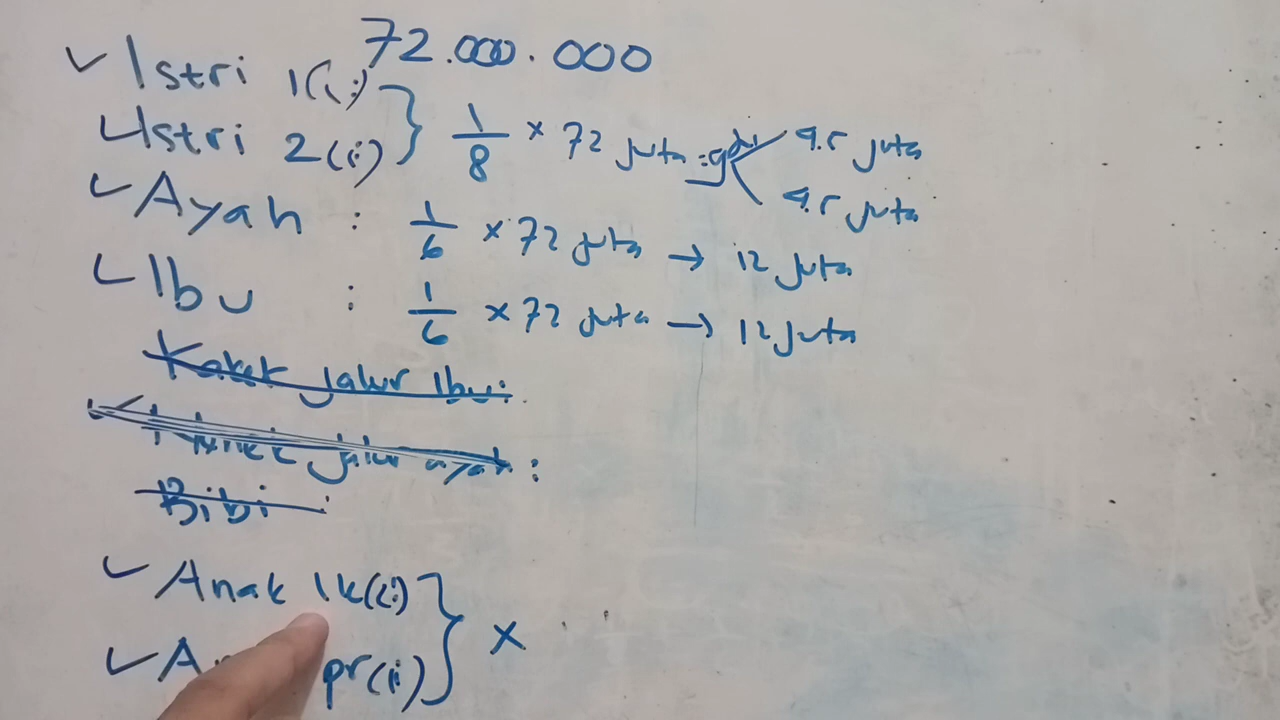 72.000.000
Istri 1(i)
Istri 2(i) } 1/8 × 72 juta = 9 jt 4.5 juta
4.5 juta
Ayah : 1/6 × 72 juta → 12 juta
Ibu : 1/6 × 72 juta → 12 juta
Kakek jalur Ibu:
Nenek jalur ayah :
Bibi :
Anak lk(i)
pr(i) } ×